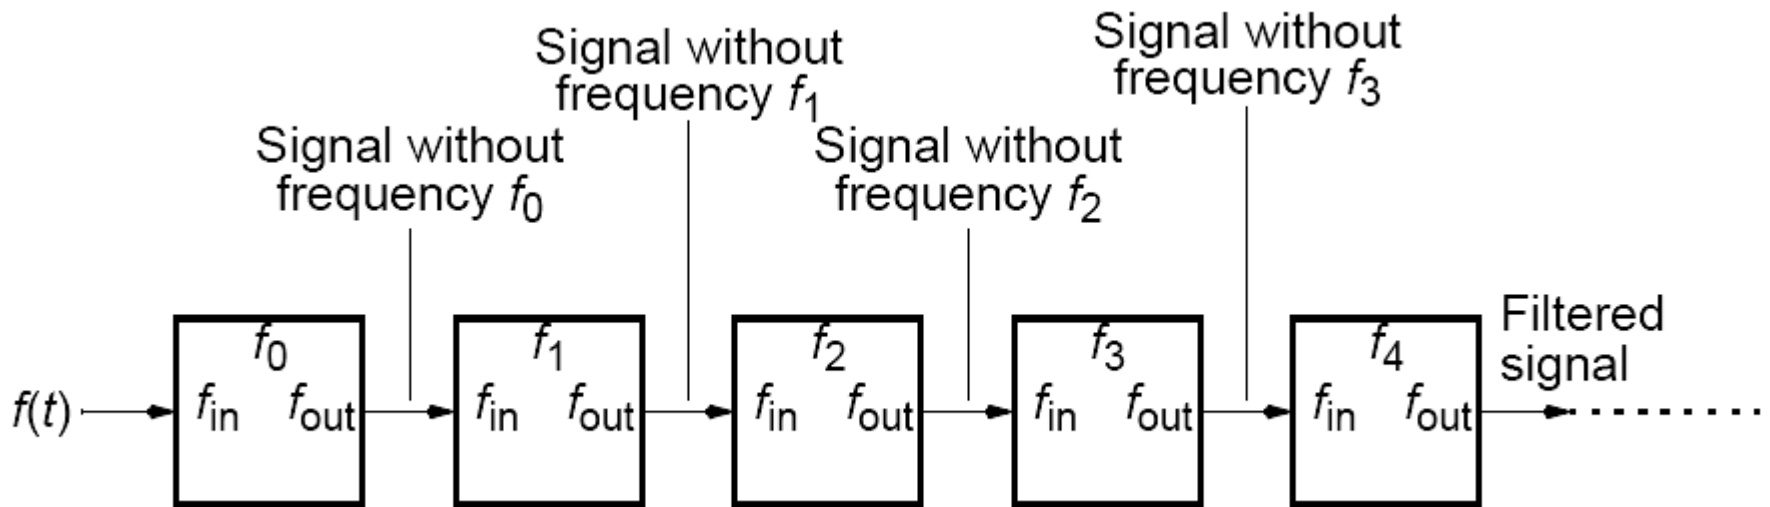 Signal without
frequency f1
Signal without
frequency f3
Signal without
frequency f0
Signal without
frequency f2
f0
f1
f2
f3
f4
Filtered
signal
f(t)
fin fout
fin fout
fin fout
fin fout
fin fout